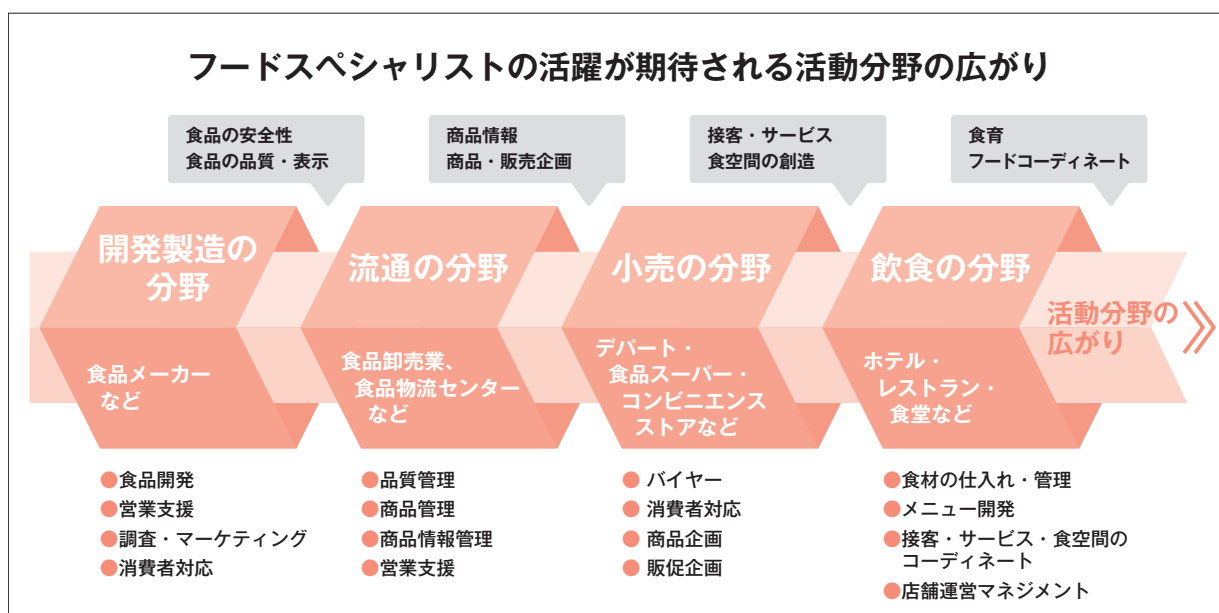 フードスペシャリストの活躍が期待される活動分野の広がり
食品の安全性
食品の品質・表示
商品情報
商品・販売企画
接客・サービス
食空間の創造
食育
フードコーディネート
開発製造の
分野
流通の分野
小売の分野
飲食の分野
活動分野の
広がり
食品メーカー
など
食品卸売業、
食品物流センター
など
デパート・
食品スーパー・
コンビニエンス
ストアなど
ホテル・
レストラン・
食堂など
●食品開発
●営業支援
●調査・マーケティング
●消費者対応
●品質管理
●商品管理
●商品情報管理
●営業支援
●バイヤー
●消費者対応
●商品企画
●販促企画
●食材の仕入れ・管理
●メニュー開発
●接客・サービス・食空間の
コーディネート
●店舗運営マネジメント